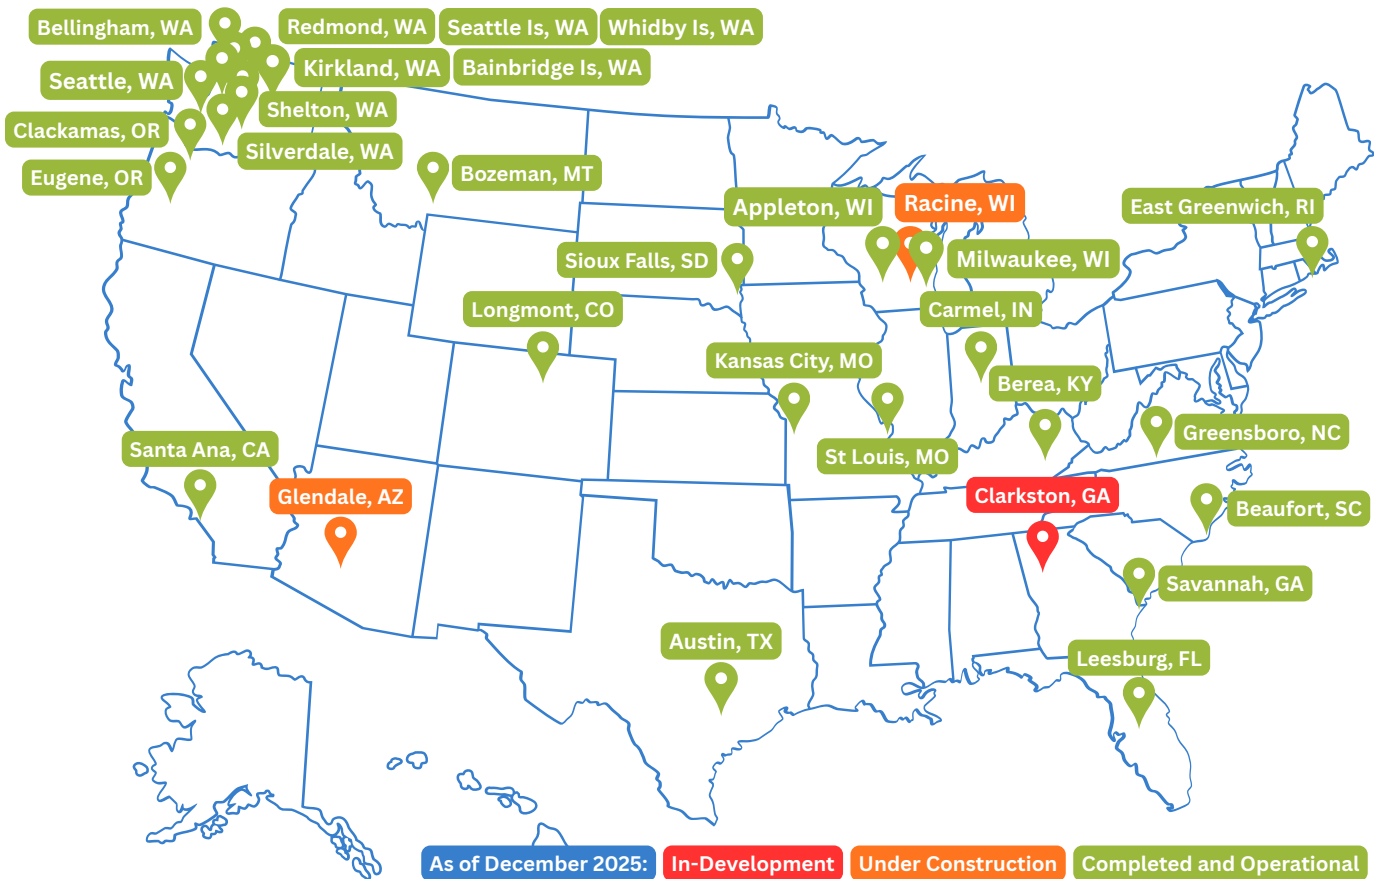 Bellingham, WA
Redmond, WA
Seattle Is, WA
Whidby Is, WA
Seattle, WA
Kirkland, WA
Bainbridge Is, WA
Shelton, WA
Clackamas, OR
Silverdale, WA
Eugene, OR
Bozeman, MT
Appleton, WI
Racine, WI
East Greenwich, RI
Sioux Falls, SD
Milwaukee, WI
Longmont, CO
Carmel, IN
Kansas City, MO
Berea, KY
Santa Ana, CA
St Louis, MO
Greensboro, NC
Glendale, AZ
Clarkston, GA
Beaufort, SC
Savannah, GA
Austin, TX
Leesburg, FL
As of December 2025:
In-Development
Under Construction
Completed and Operational